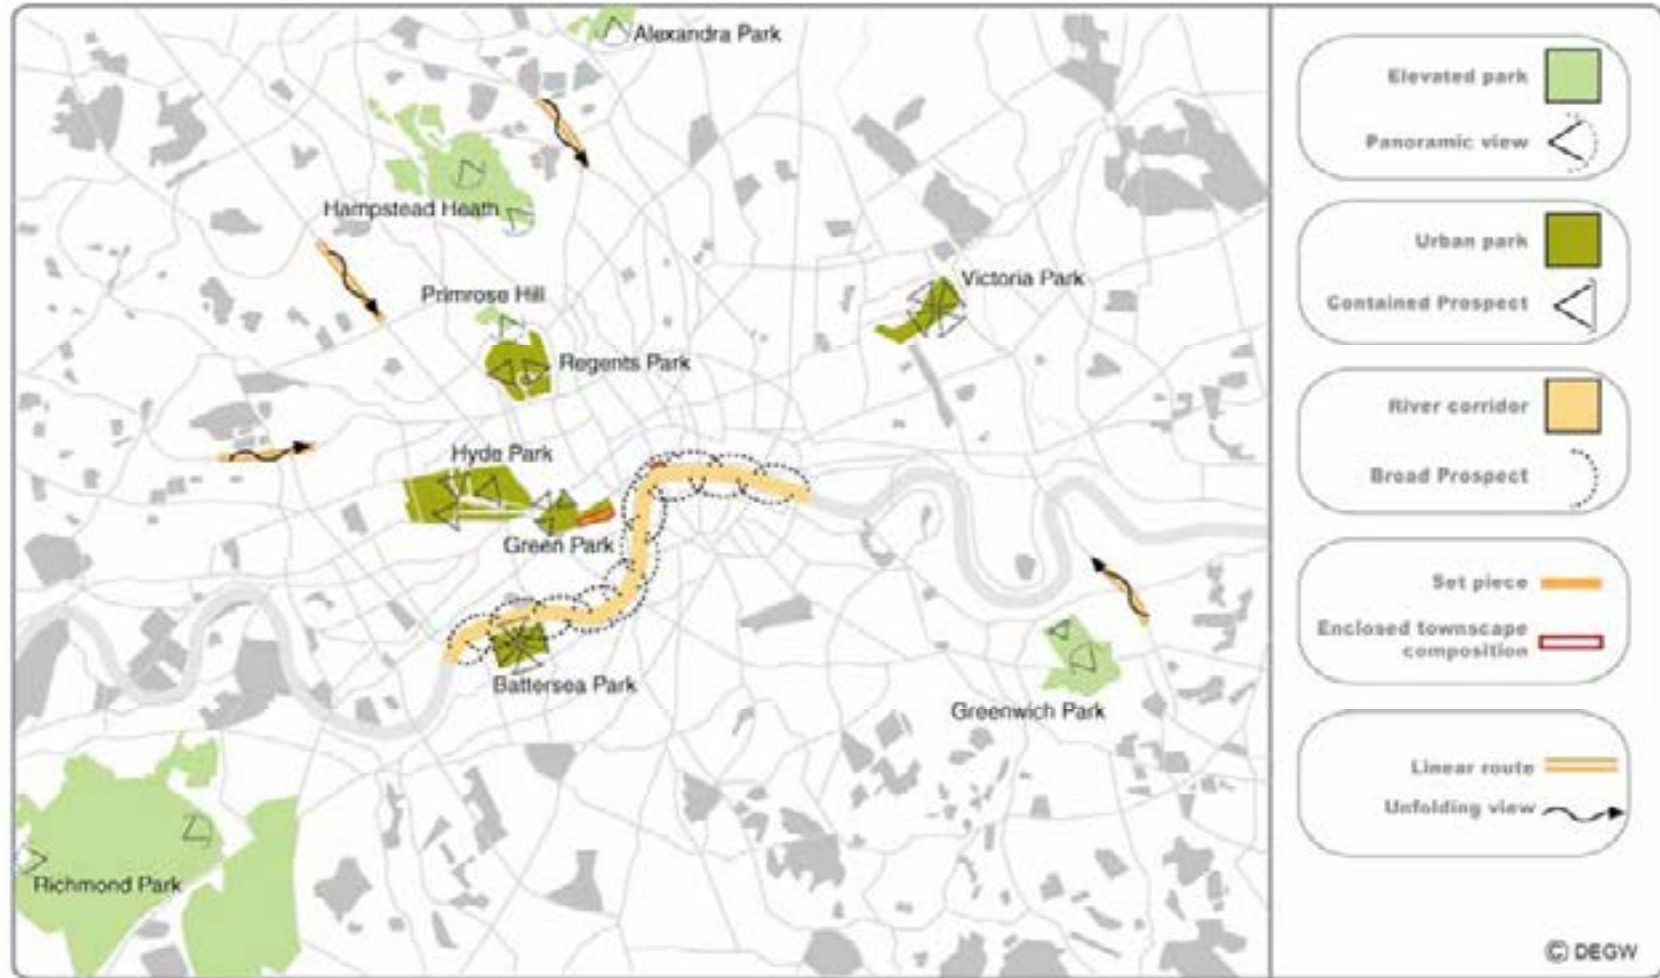 Alexandra Park
Hampstead Heath
Primrose Hill
Victoria Park
Regents Park
Hyde Park
Green Park
Battersea Park
Greenwich Park
Richmond Park
Elevated park
Panoramic view
Urban park
Contained Prospect
River corridor
Broad Prospect
Set piece
Enclosed townscape
composition
Linear route
Unfolding view
© DEGW